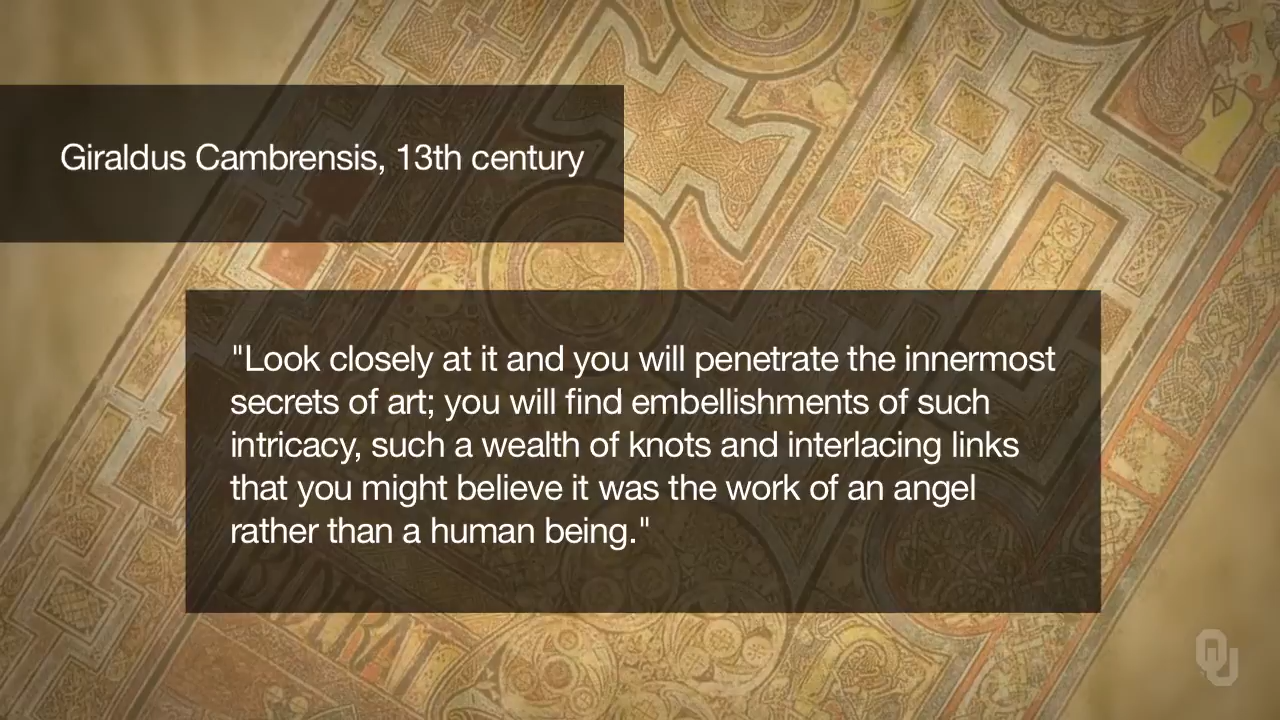 Giraldus Cambrensis, 13th century
"Look closely at it and you will penetrate the innermost
secrets of art; you will find embellishments of such
intricacy, such a wealth of knots and interlacing links
that you might believe it was the work of an angel
rather than a human being."
OU